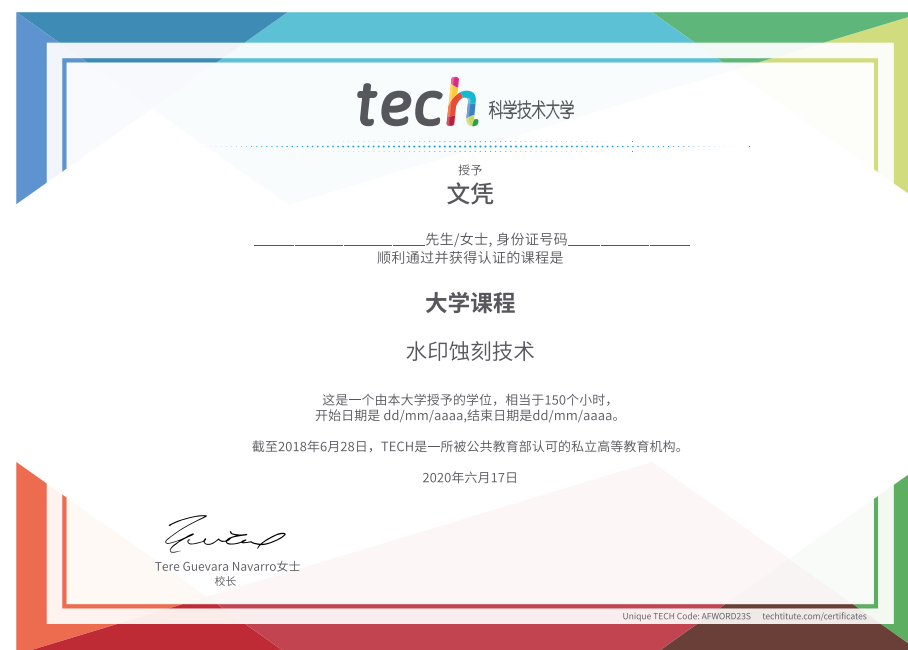 tech 科学技术大学
授予
文凭
先生/女士, 身份证号码
顺利通过并获得认证的课程是
大学课程
水印蚀刻技术
这是一个由本大学授予的学位，相当于150个小时，
开始日期是 dd/mm/aaaa,结束日期是dd/mm/aaaa。
截至2018年6月28日，TECH是一所被公共教育部认可的私立高等教育机构。
2020年六月17日
Tere Guevara Navarro女士
校长
Unique TECH Code: AFWORD23S techtitute.com/certificates